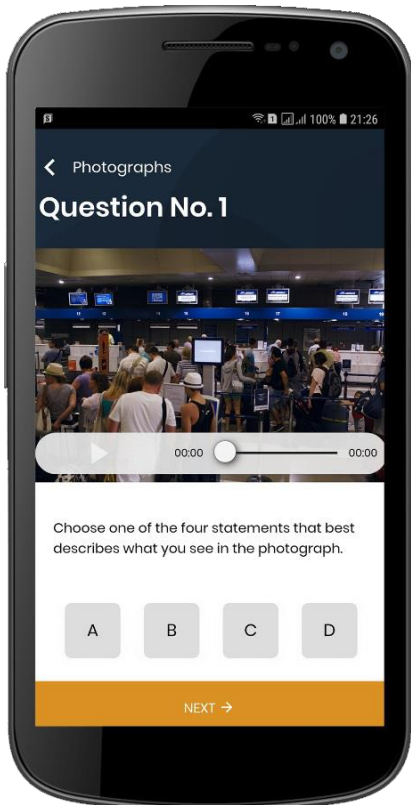 100% 21:26
Photographs
Question No. 1
00:00 00:00
Choose one of the four statements that best
describes what you see in the photograph.
A B C D
NEXT →